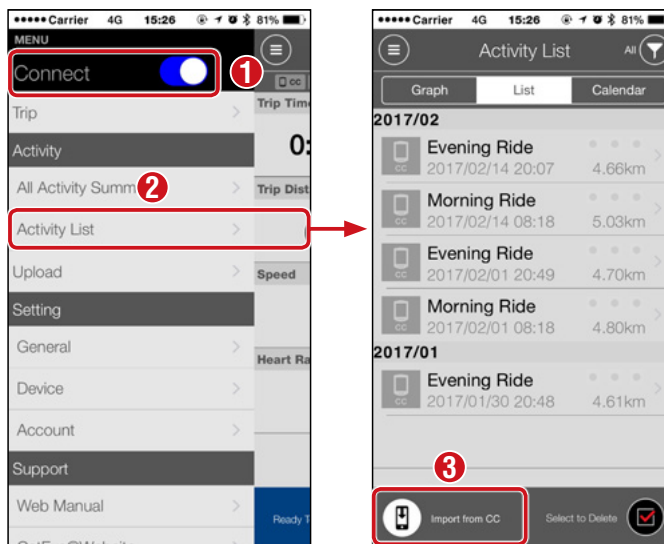 Carrier 4G 15:26 81%
MENU
Connect
1
Trip
Activity
All Activity Summ
2
Activity List
Upload
Setting
General
Device
Account
Support
Web Manual
CC
Trip Time
0:
Trip Dist
Speed
Heart Ra
Ready T
Carrier 4G 15:26 81%
Activity List
All
Graph List Calendar
2017/02
Evening Ride
CC 2017/02/14 20:07 4.66km
Morning Ride
CC 2017/02/14 08:18 5.03km
Evening Ride
CC 2017/02/01 20:49 4.70km
Morning Ride
CC 2017/02/01 08:18 4.80km
2017/01
Evening Ride
CC 2017/01/30 20:48 4.61km
3
Import from CC
Select to Delete